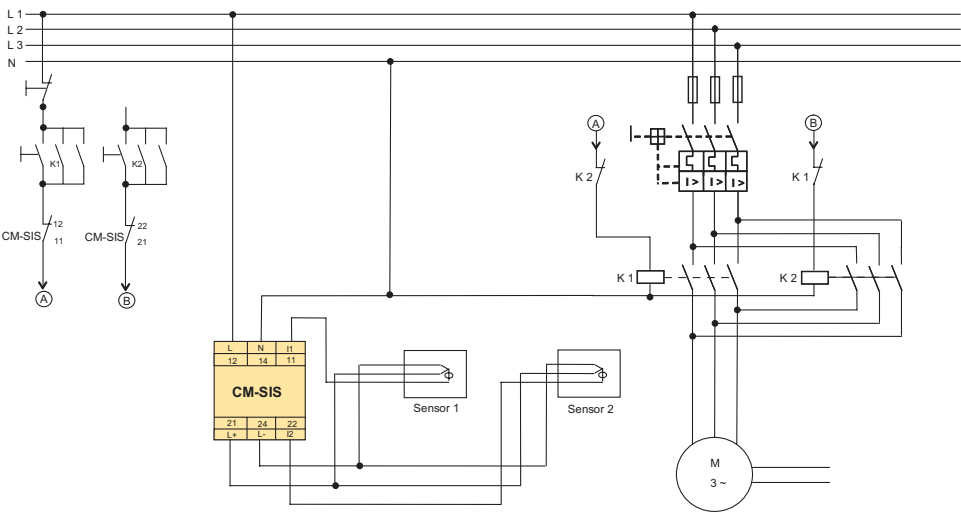 L 1
L 2
L 3
N
K1
K2
CM-SIS
12
11
CM-SIS
22
21
A
B
A
K 2
B
K 1
I >
I >
I >
K 1
K 2
L N I1
12 14 11
CM-SIS
21 24 22
L+ L- I2
Sensor 1
Sensor 2
M
3 ~